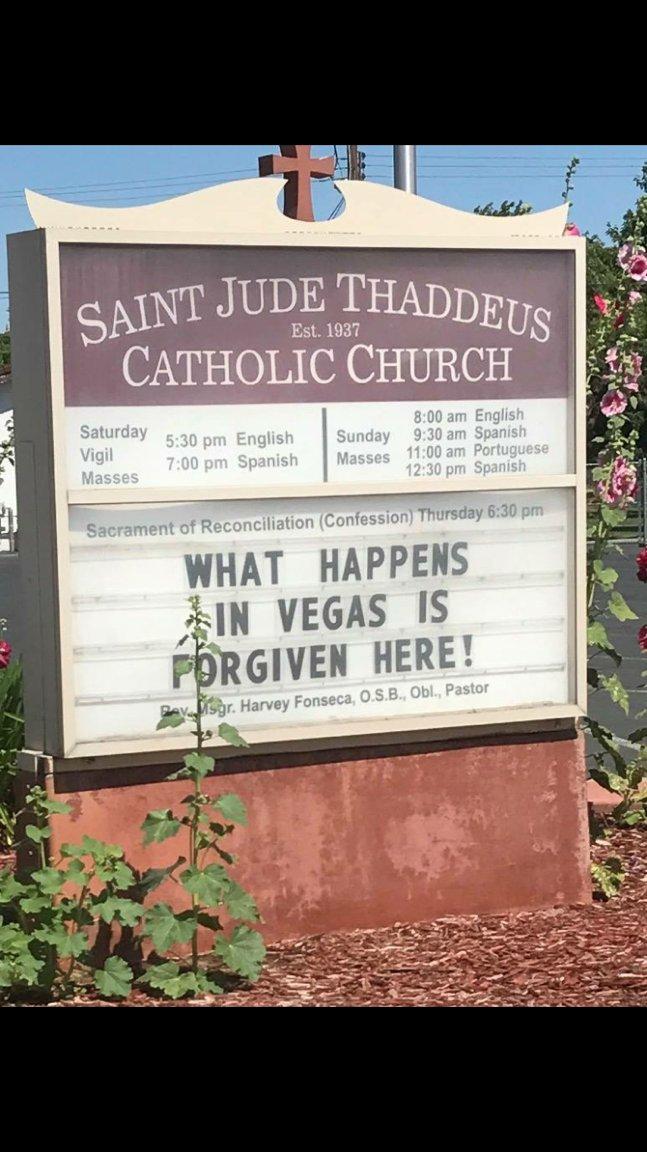 SAINT JUDE THADDEUS
Est. 1937
CATHOLIC CHURCH
Saturday
Vigil
Masses
5:30 pm English
7:00 pm Spanish
Sunday
Masses
8:00 am English
9:30 am Spanish
11:00 am Portuguese
12:30 pm Spanish
Sacrament of Reconciliation (Confession) Thursday 6:30 pm
WHAT HAPPENS
IN VEGAS IS
FORGIVEN HERE!
Rev. Msgr. Harvey Fonseca, O.S.B., Obl., Pastor